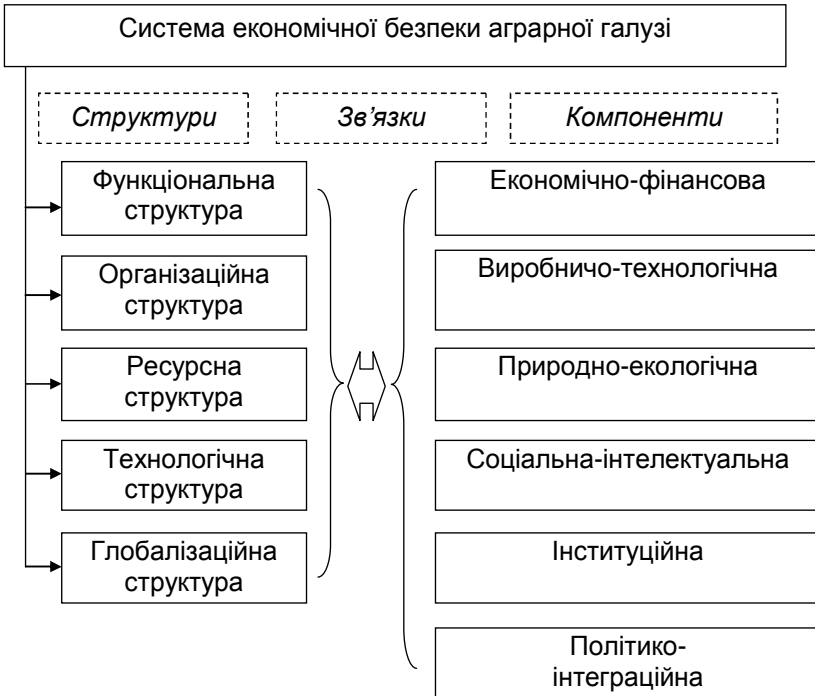 Система економічної безпеки аграрної галузі
Структури
Зв’язки
Компоненти
Функціональна
структура
Організаційна
структура
Ресурсна
структура
Технологічна
структура
Глобалізаційна
структура
Економічно-фінансова
Виробничо-технологічна
Природно-екологічна
Соціальна-інтелектуальна
Інституційна
Політико-
інтеграційна